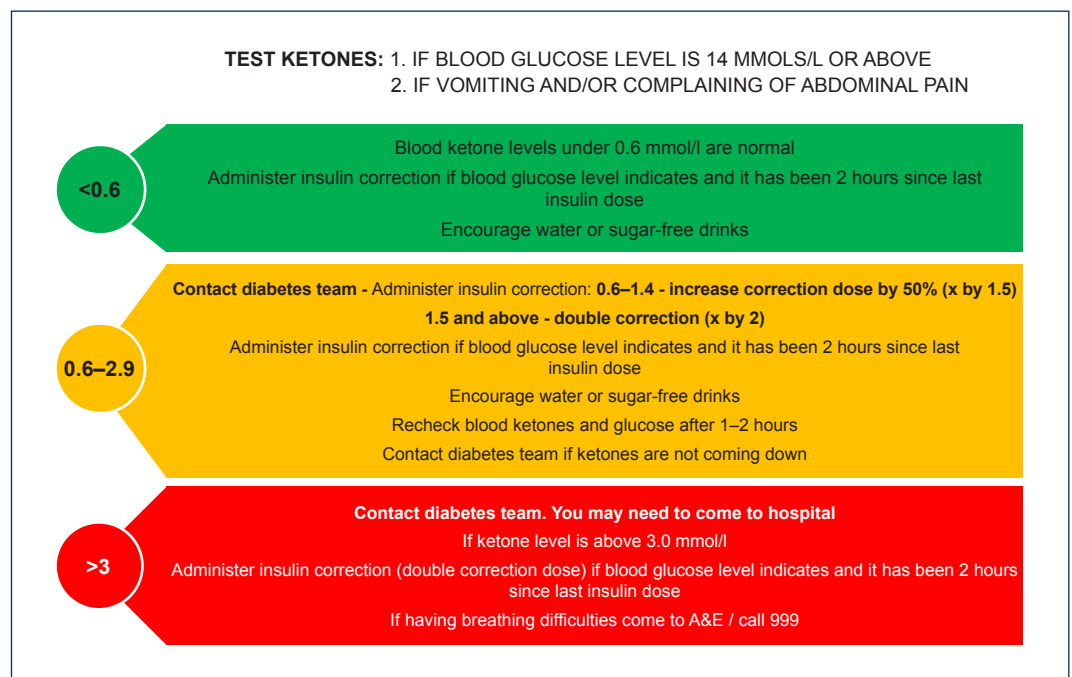 TEST KETONES: 1. IF BLOOD GLUCOSE LEVEL IS 14 MMOLS/L OR ABOVE
2. IF VOMITING AND/OR COMPLAINING OF ABDOMINAL PAIN
<0.6
Blood ketone levels under 0.6 mmol/l are normal
Administer insulin correction if blood glucose level indicates and it has been 2 hours since last
insulin dose
Encourage water or sugar-free drinks
0.6–2.9
Contact diabetes team - Administer insulin correction: 0.6–1.4 - increase correction dose by 50% (x by 1.5)
1.5 and above - double correction (x by 2)
Administer insulin correction if blood glucose level indicates and it has been 2 hours since last
insulin dose
Encourage water or sugar-free drinks
Recheck blood ketones and glucose after 1–2 hours
Contact diabetes team if ketones are not coming down
>3
Contact diabetes team. You may need to come to hospital
If ketone level is above 3.0 mmol/l
Administer insulin correction (double correction dose) if blood glucose level indicates and it has been 2 hours
since last insulin dose
If having breathing difficulties come to A&E / call 999